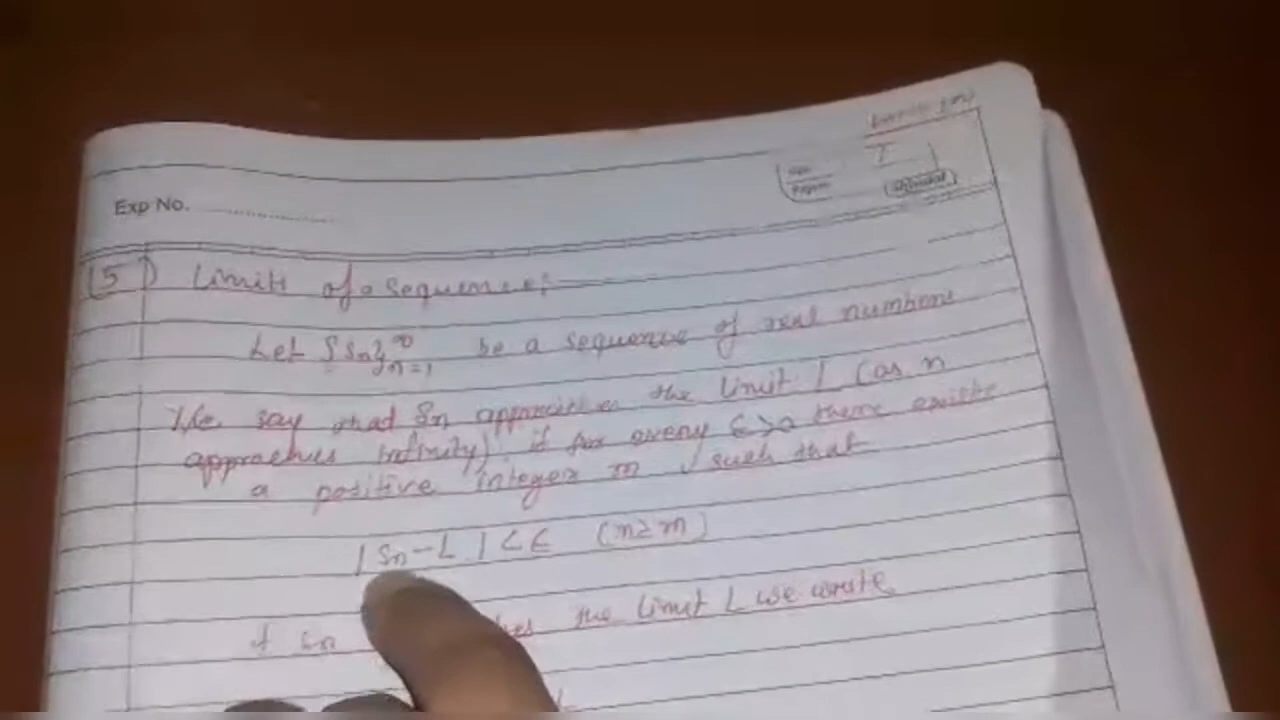 Exp No.
(5) Limits of a sequence:
Let {Sn}∞n=1 be a sequence of real numbers
We say that Sn approaches the limit L (as n
approaches infinity) if for every ε>0 there exists
a positive integer m such that
|Sn-L|<ε (n≥m)
If Sn the limit L we write